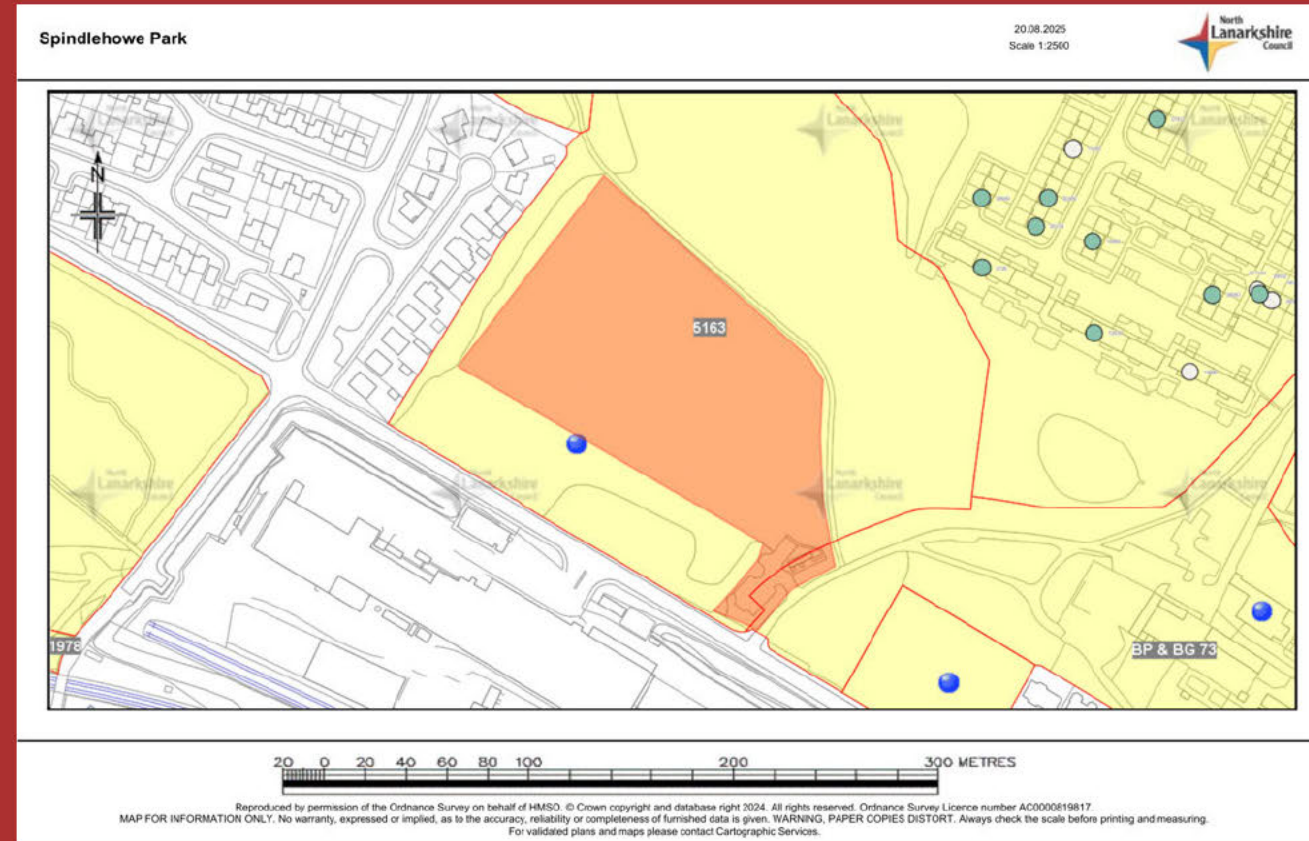 Spindlehowe Park
20.08.2025
Scale 1:2500
North
Lanarkshire
Council
N
5163
1978
BP & BG 73
20 0 20 40 60 80 100 200 300 METRES
Reproduced by permission of the Ordnance Survey on behalf of HMSO. © Crown copyright and database right 2024. All rights reserved. Ordnance Survey Licence number AC0000819817.
MAP FOR INFORMATION ONLY. No warranty, expressed or implied, as to the accuracy, reliability or completeness of furnished data is given. WARNING, PAPER COPIES DISTORT. Always check the scale before printing and measuring.
For validated plans and maps please contact Cartographic Services.